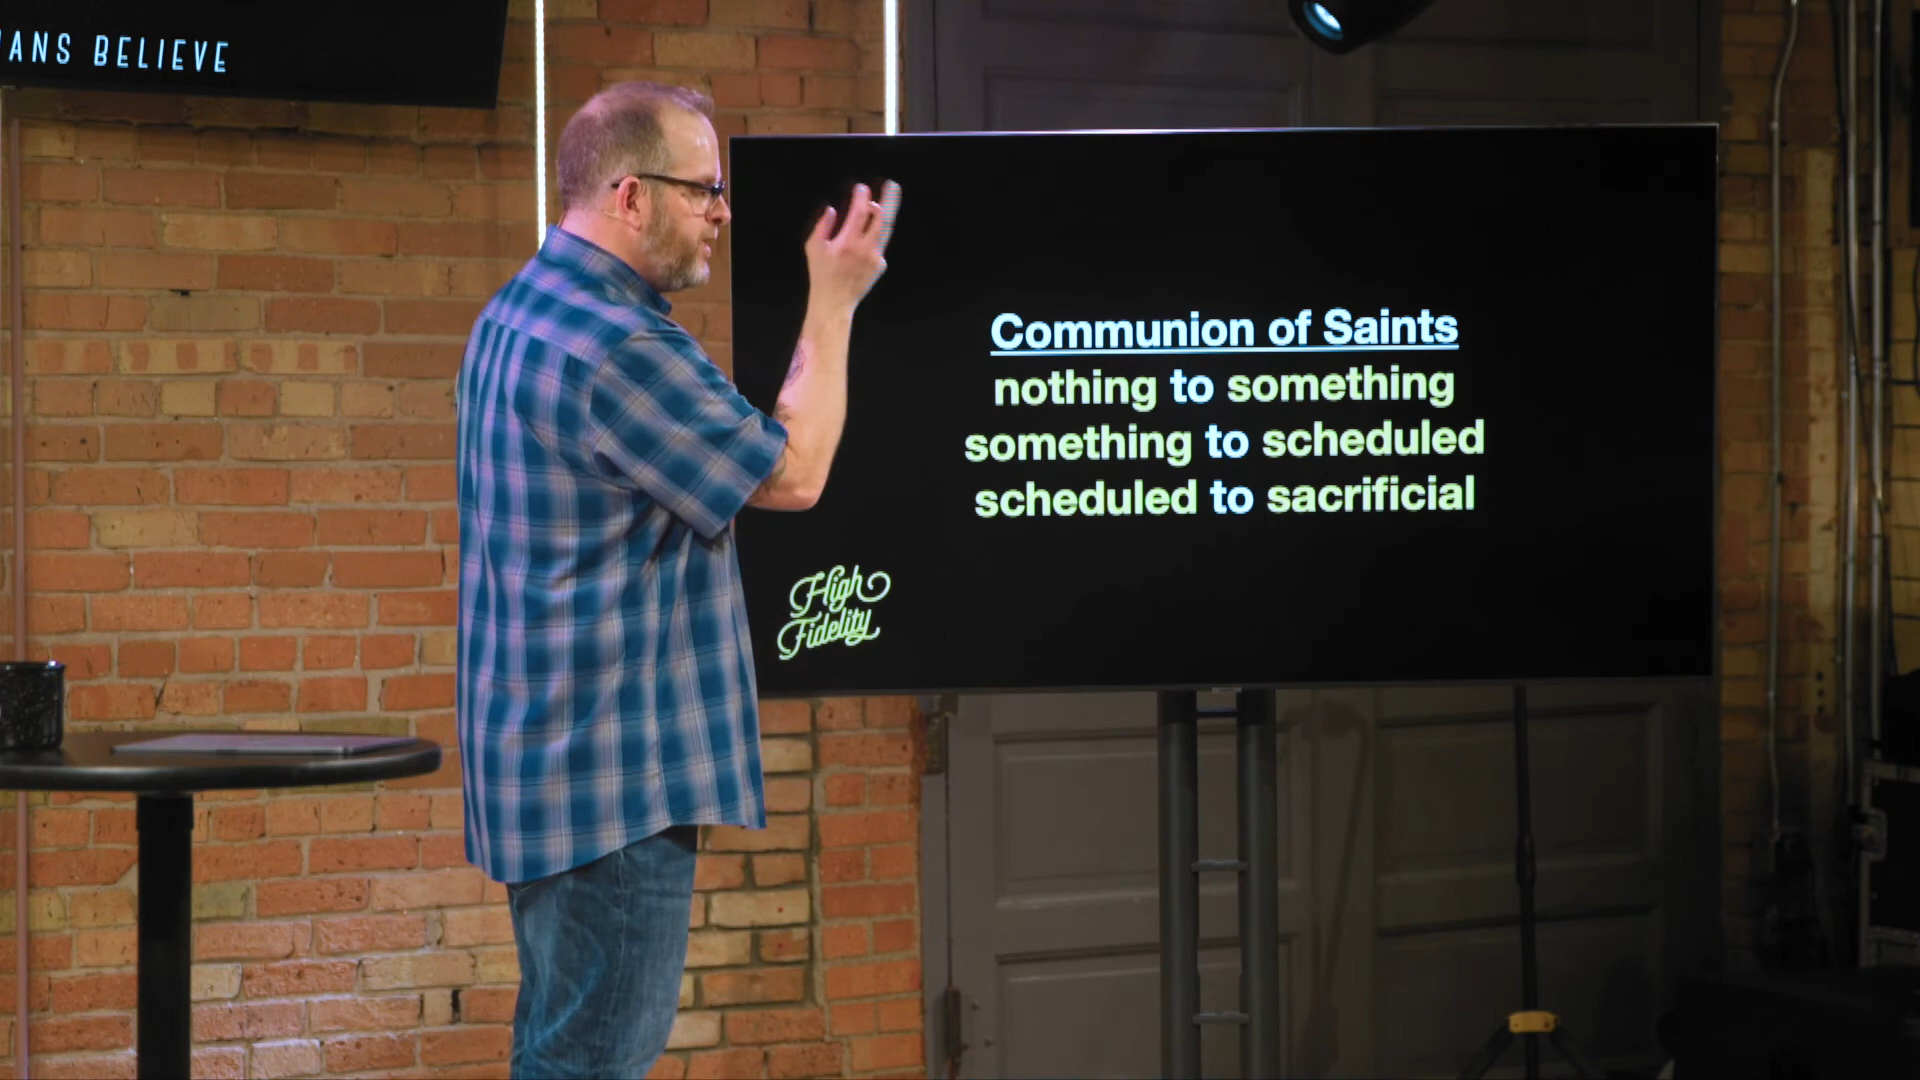 ANS BELIEVE
Communion of Saints
nothing to something
something to scheduled
scheduled to sacrificial
High
Fidelity